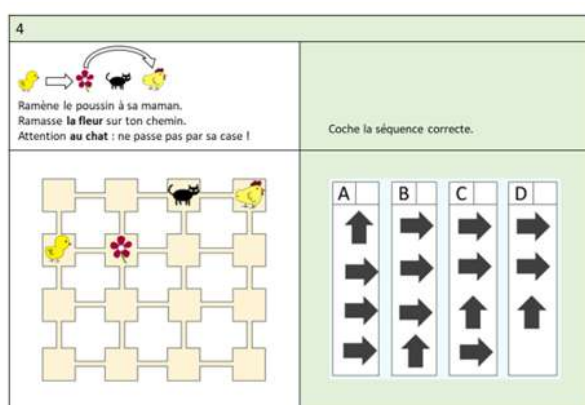 4
Ramène le poussin à sa maman.
Ramasse la fleur sur ton chemin.
Attention au chat : ne passe pas par sa case !
Coche la séquence correcte.
A B C D